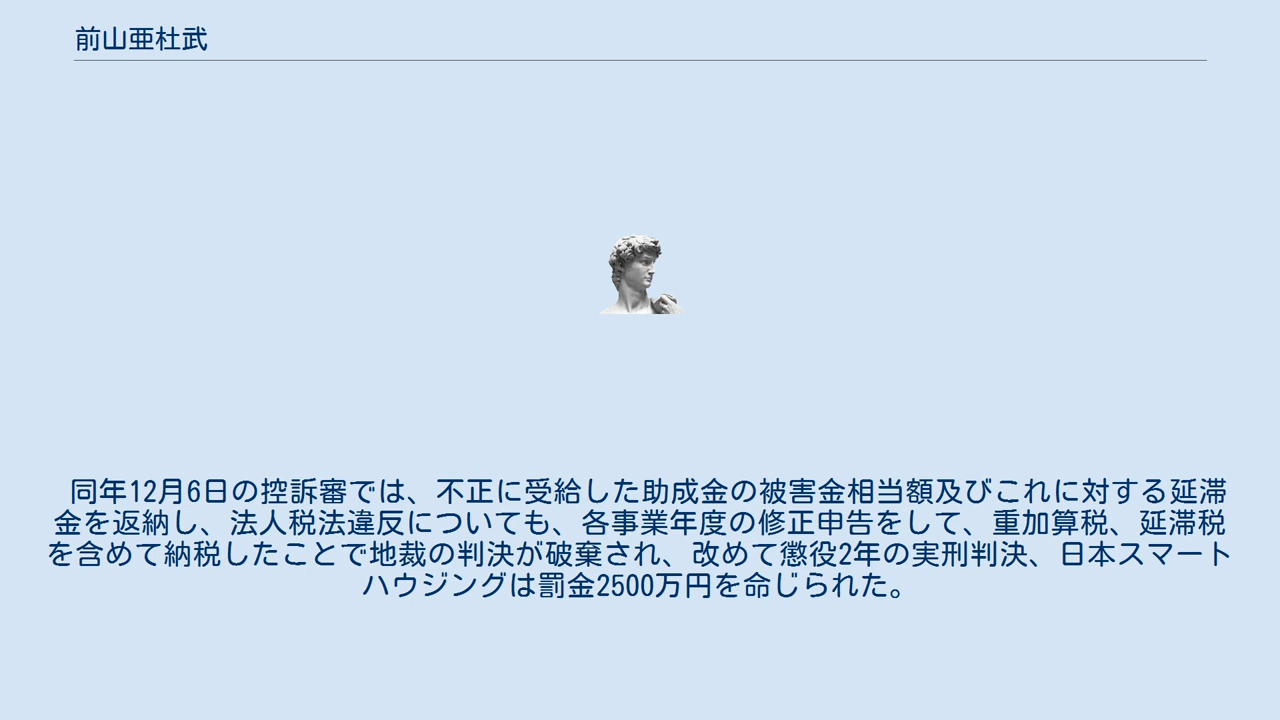 前山亜杜武
同年12月6日の控訴審では、不正に受給した助成金の被害金相当額及びこれに対する延滞
金を返納し、法人税法違反についても、各事業年度の修正申告をして、重加算税、延滞税
を含めて納税したことで地裁の判決が破棄され、改めて懲役2年の実刑判決、日本スマート
ハウジングは罰金2500万円を命じられた。